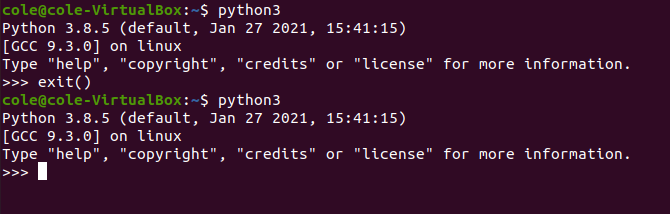 cole@cole-VirtualBox:~$ python3
Python 3.8.5 (default, Jan 27 2021, 15:41:15)
[GCC 9.3.0] on linux
Type "help", "copyright", "credits" or "license" for more information.
>>> exit()
cole@cole-VirtualBox:~$ python3
Python 3.8.5 (default, Jan 27 2021, 15:41:15)
[GCC 9.3.0] on linux
Type "help", "copyright", "credits" or "license" for more information.
>>>